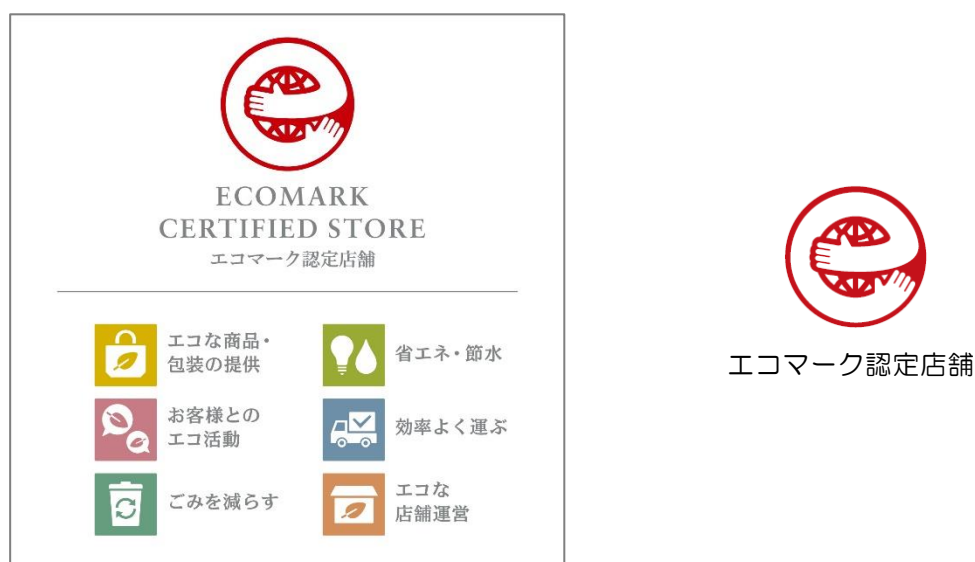 ECOMARK
CERTIFIED STORE
エコマーク認定店舗
エコな商品・
包装の提供
省エネ・節水
お客様との
エコ活動
効率よく運ぶ
ごみを減らす
エコな
店舗運営
エコマーク認定店舗